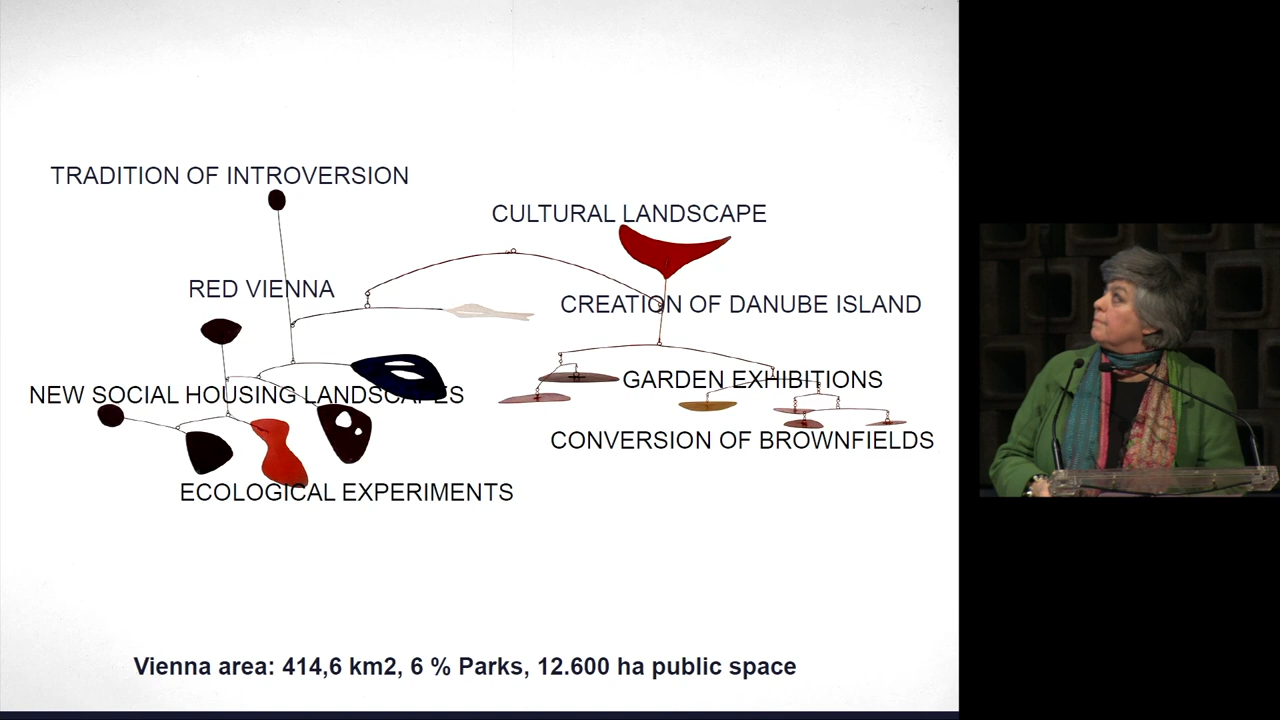 TRADITION OF INTROVERSION
CULTURAL LANDSCAPE
RED VIENNA
CREATION OF DANUBE ISLAND
GARDEN EXHIBITIONS
NEW SOCIAL HOUSING LANDSCAPES
CONVERSION OF BROWNFIELDS
ECOLOGICAL EXPERIMENTS
Vienna area: 414,6 km2, 6 % Parks, 12.600 ha public space